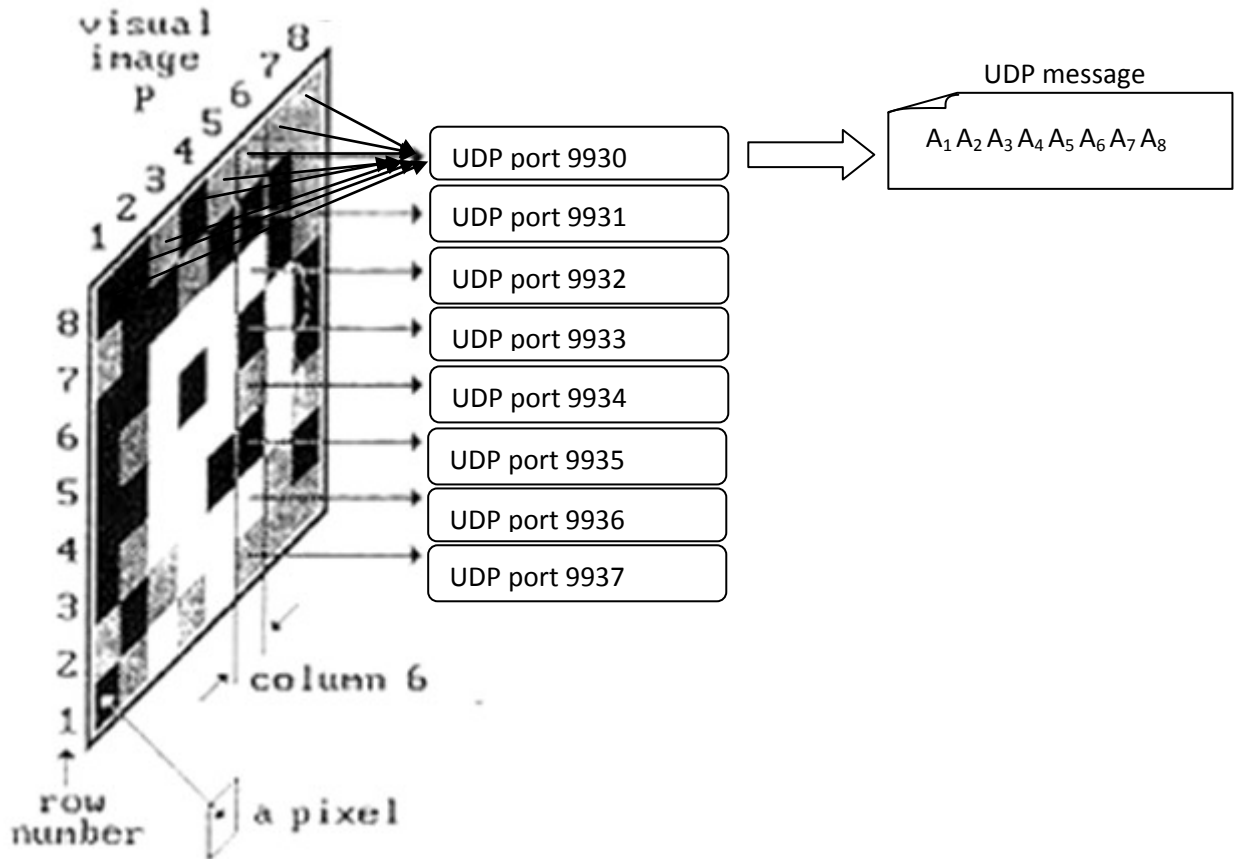 visual
image
p
1 2 3 4 5 6 7 8
8
7
6
5
4
3
2
1
row
number
a pixel
column 6
UDP port 9930
UDP port 9931
UDP port 9932
UDP port 9933
UDP port 9934
UDP port 9935
UDP port 9936
UDP port 9937
UDP message
A₁ A₂ A₃ A₄ A₅ A₆ A₇ A₈